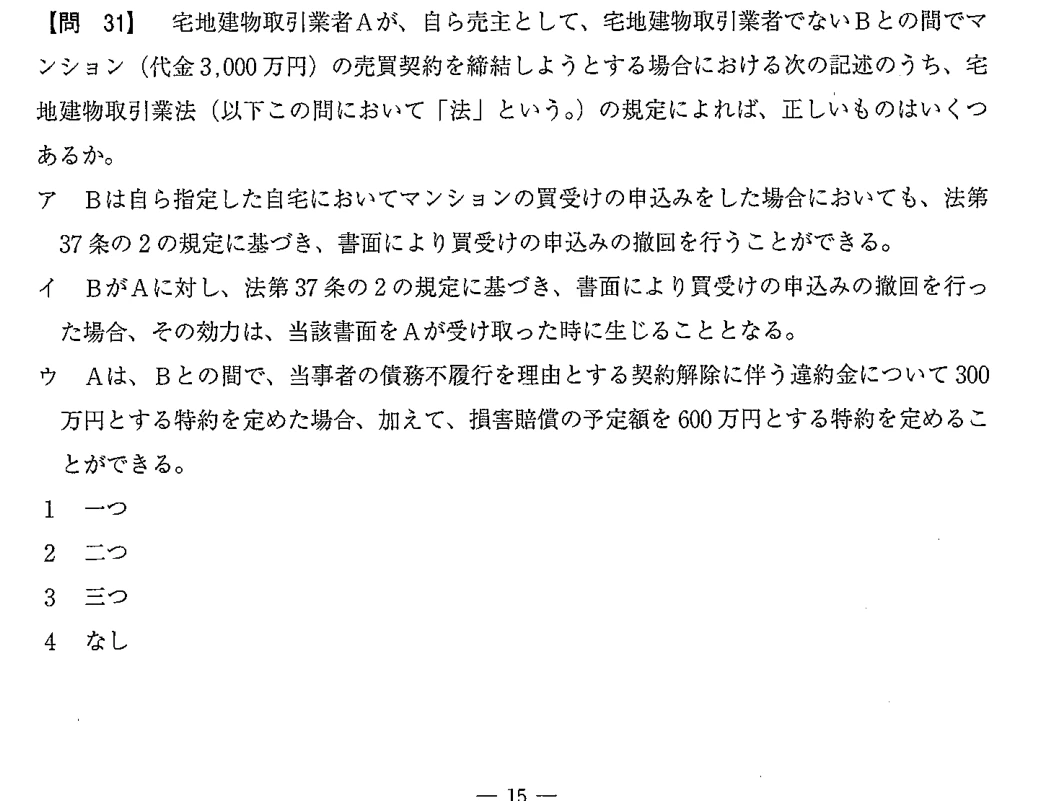 【問 31】 宅地建物取引業者Aが、自ら売主として、宅地建物取引業者でないBとの間でマ
ンション（代金3,000万円）の売買契約を締結しようとする場合における次の記述のうち、宅
地建物取引業法（以下この問において「法」という。）の規定によれば、正しいものはいくつ
あるか。
ア Bは自ら指定した自宅においてマンションの買受けの申込みをした場合においても、法第
37条の2の規定に基づき、書面により買受けの申込みの撤回を行うことができる。
イ BがAに対し、法第37条の2の規定に基づき、書面により買受けの申込みの撤回を行っ
た場合、その効力は、当該書面をAが受け取った時に生じることとなる。
ウ Aは、Bとの間で、当事者の債務不履行を理由とする契約解除に伴う違約金について300
万円とする特約を定めた場合、加えて、損害賠償の予定額を600万円とする特約を定めるこ
とができる。
1 一つ
2 二つ
3 三つ
4 なし
— 15 —